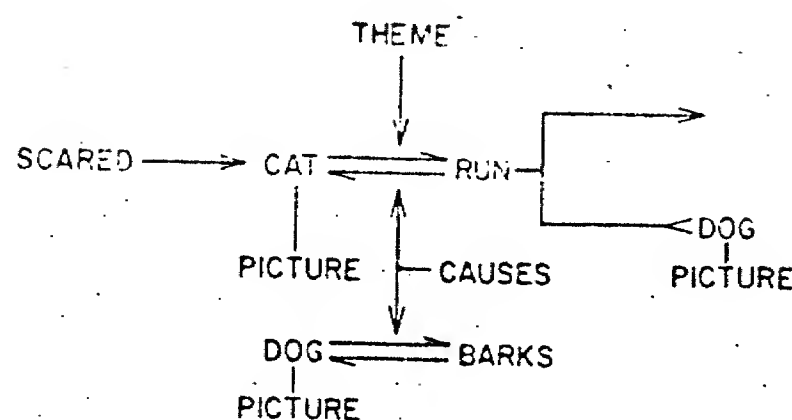 THEME
SCARED CAT RUN
DOG
PICTURE CAUSES PICTURE
DOG BARKS
PICTURE